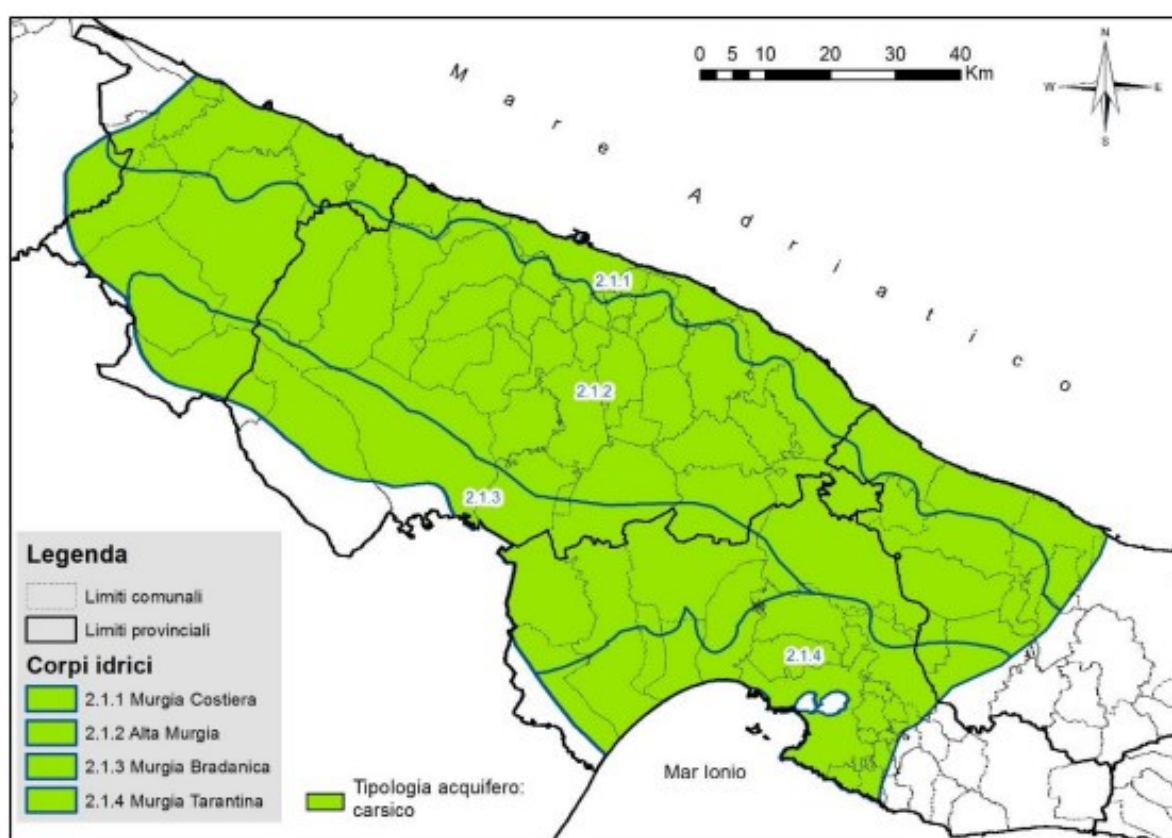 0 5 10 20 30 40
Km
N
W E
S
Mare Adriatico
2.1.1
2.1.2
2.1.3
2.1.4
Mar Ionio
Legenda
Limiti comunali
Limiti provinciali
Corpi idrici
2.1.1 Murgia Costiera
2.1.2 Alta Murgia
2.1.3 Murgia Bradanica
2.1.4 Murgia Tarantina
Tipologia acquifero:
carsico